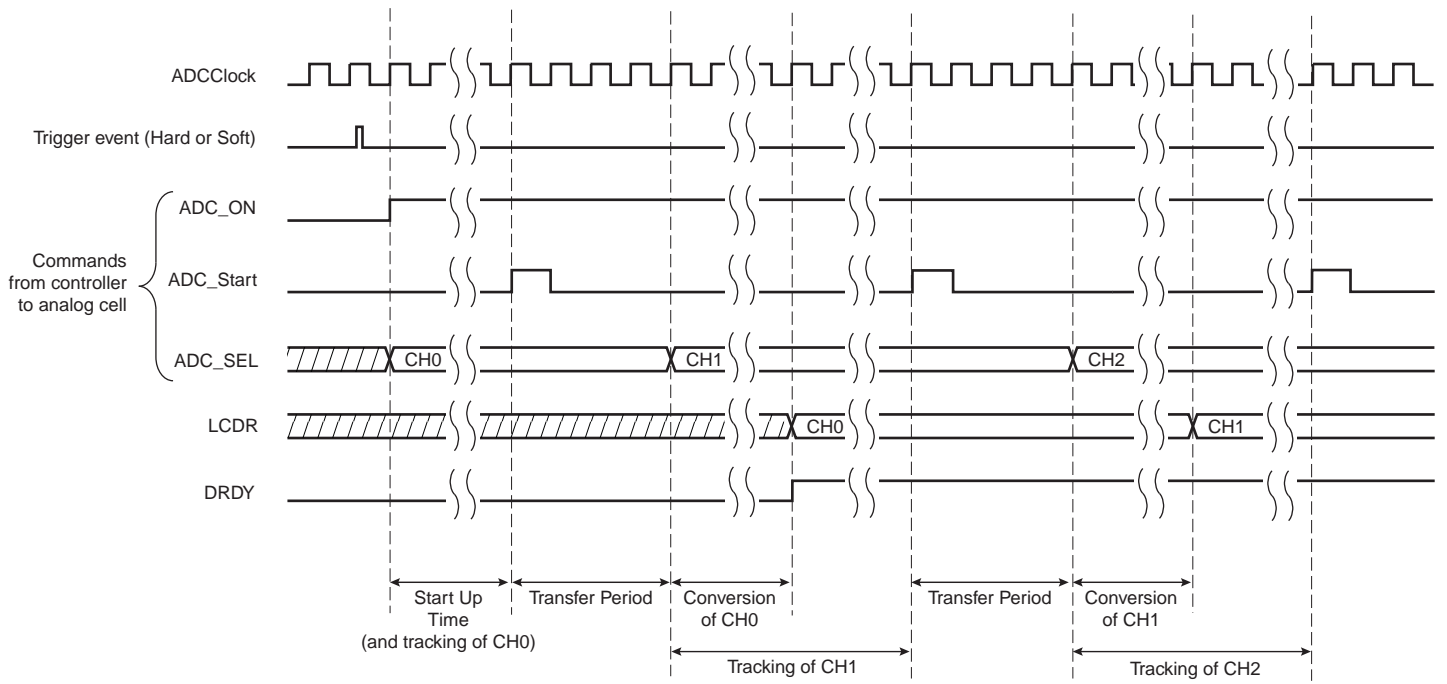 ADCClock
Trigger event (Hard or Soft)
ADC_ON
Commands
from controller
to analog cell
ADC_Start
ADC_SEL
CH0
CH1
CH2
LCDR
CH0
CH1
DRDY
Start Up
Time
(and tracking of CH0)
Transfer Period
Conversion
of CH0
Transfer Period
Conversion
of CH1
Tracking of CH1
Tracking of CH2